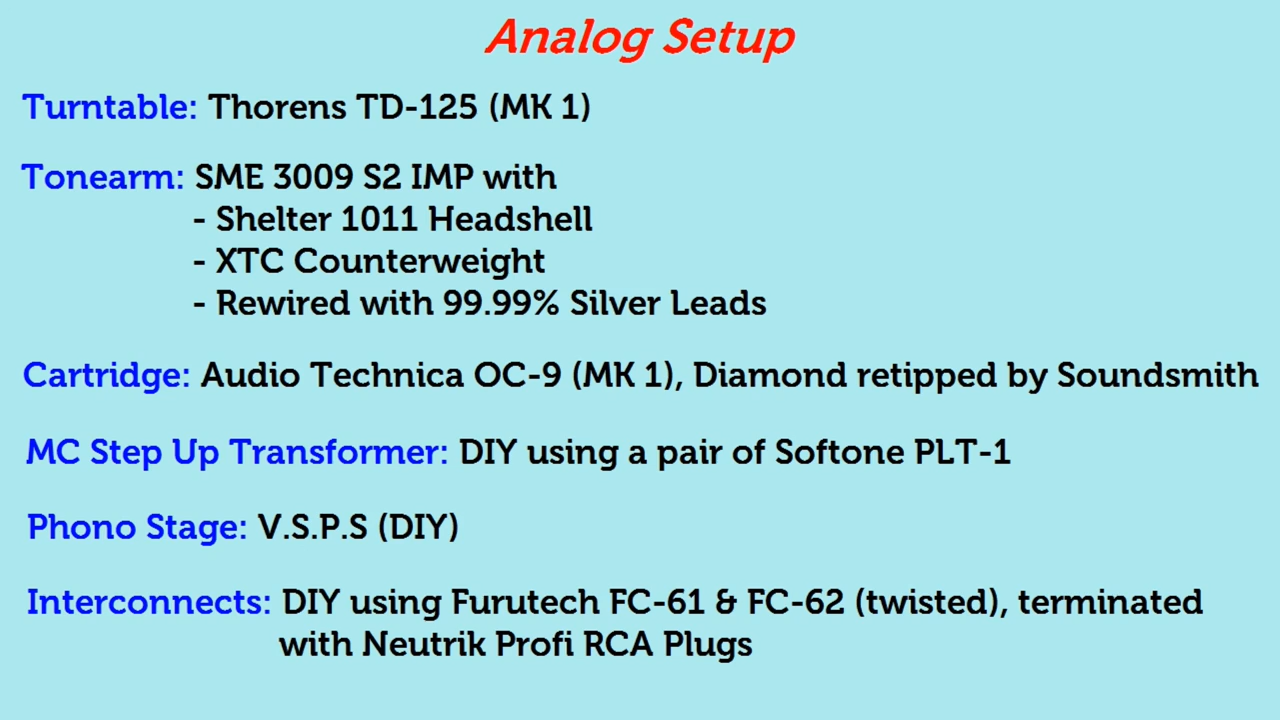 Analog Setup
Turntable: Thorens TD-125 (MK 1)
Tonearm: SME 3009 S2 IMP with
- Shelter 1011 Headshell
- XTC Counterweight
- Rewired with 99.99% Silver Leads
Cartridge: Audio Technica OC-9 (MK 1), Diamond retipped by Soundsmith
MC Step Up Transformer: DIY using a pair of Softone PLT-1
Phono Stage: V.S.P.S (DIY)
Interconnects: DIY using Furutech FC-61 & FC-62 (twisted), terminated
with Neutrik Profi RCA Plugs